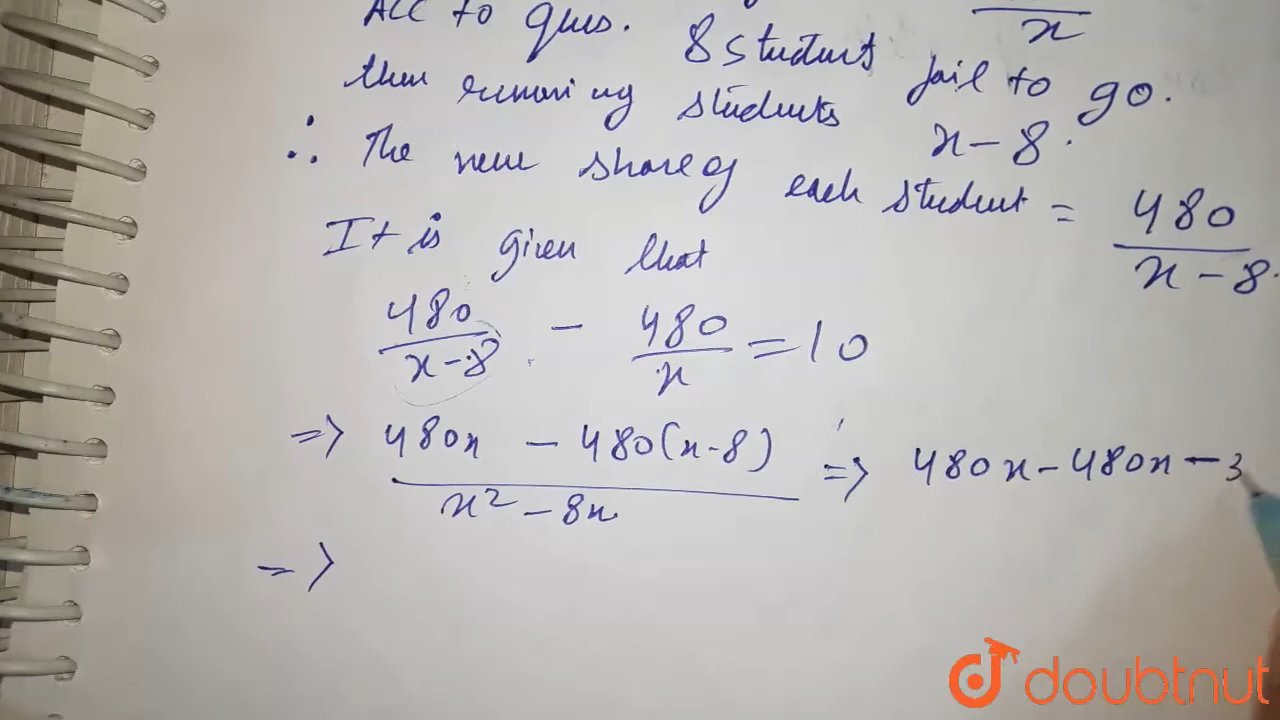 Acc to ques. 8 students fail to go.
x
then remaining students x - 8.
∴ The new share of each student = 480 / x - 8.
It is given that
480 / x - 8 - 480 / x = 10
=> 480x - 480(x-8) / x² - 8x => 480x - 480x - 3
=>
doubtnut